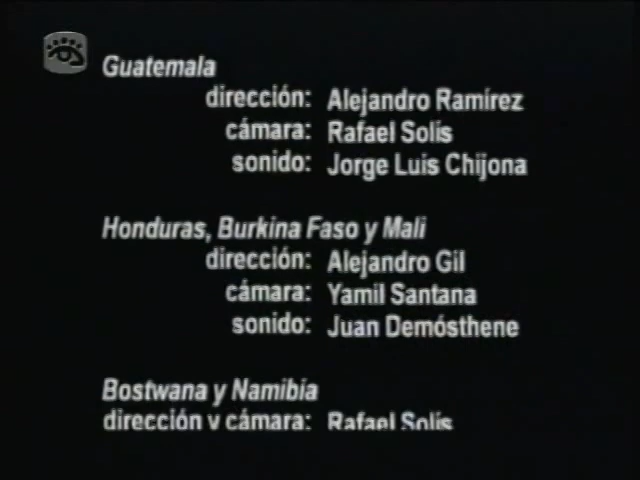 Guatemala
dirección: Alejandro Ramírez
cámara: Rafael Solís
sonido: Jorge Luis Chijona
Honduras, Burkina Faso y Mali
dirección: Alejandro Gil
cámara: Yamil Santana
sonido: Juan Demósthene
Bostwana y Namibia
dirección y cámara: Rafael Solís